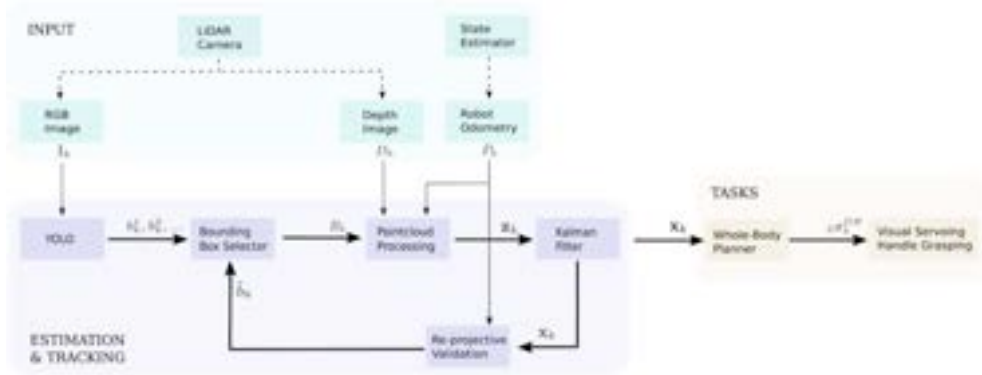 INPUT
LiDAR
Camera
State
Estimator
RGB
Image
Depth
Image
Robot
Odometry
YOLO
Bounding
Box Selector
Pointcloud
Processing
x̂ₖ
Kalman
Filter
x̂ₖ
Whole-Body
Planner
Visual Servoing
Handle Grasping
TASKS
Re-projective
Validation
ESTIMATION
& TRACKING